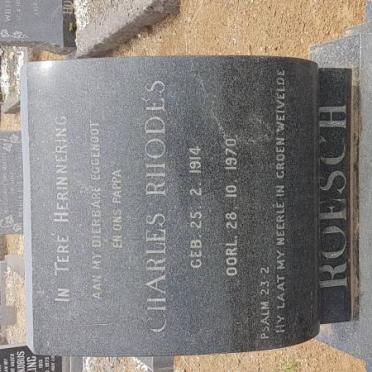 IN TERE HERINNERING
AAN MY DIERBARE EGGENOOT
EN ONS PAPPA
CHARLES RHODES
GEB. 25. 2. 1914
OORL. 28. 10. 1970
PSALM 23 2
HY LAAT MY NEERLÊ IN GROEN WEIVELDE
ROESCH